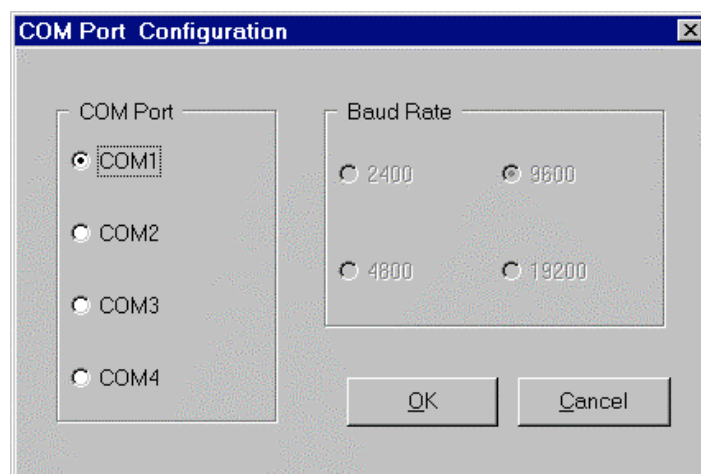 COM Port  Configuration
COM Port
COM1
COM2
COM3
COM4
Baud Rate
2400
9600
4800
19200
OK
Cancel